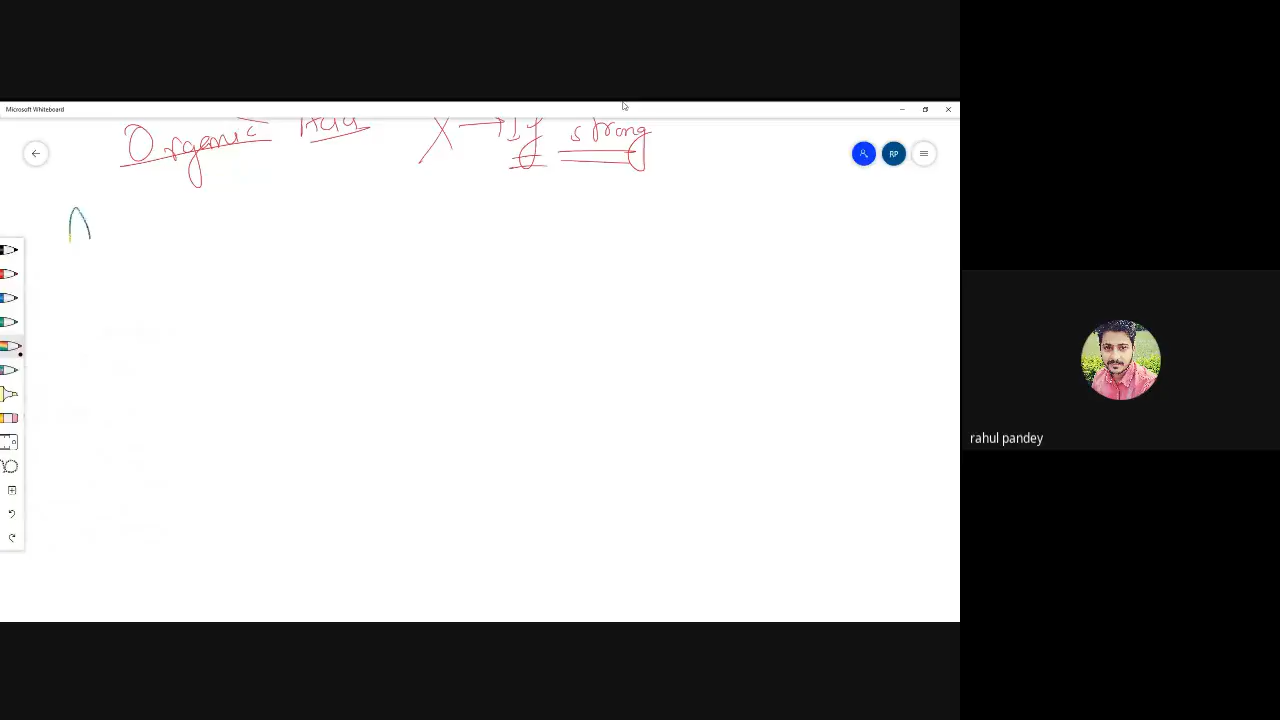 Microsoft Whiteboard
Organic Acid X → If strong
RP
rahul pandey